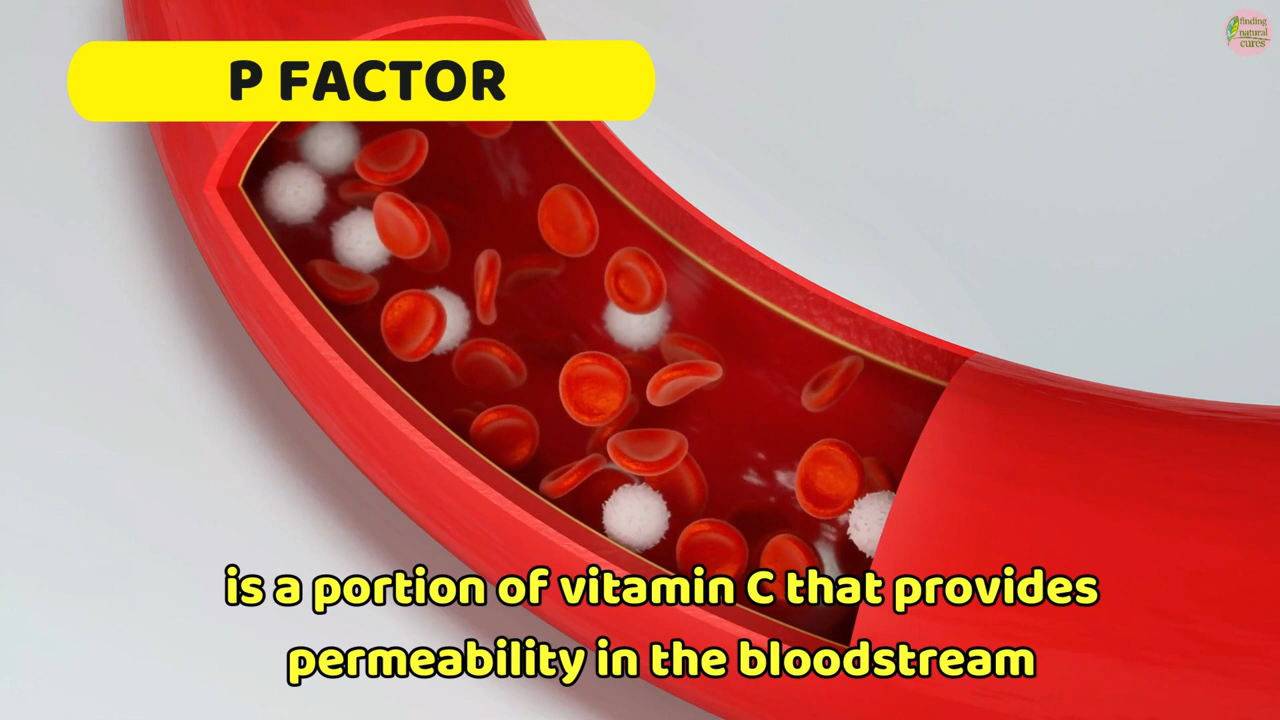 finding
natural
cures
P FACTOR
is a portion of vitamin C that provides
permeability in the bloodstream